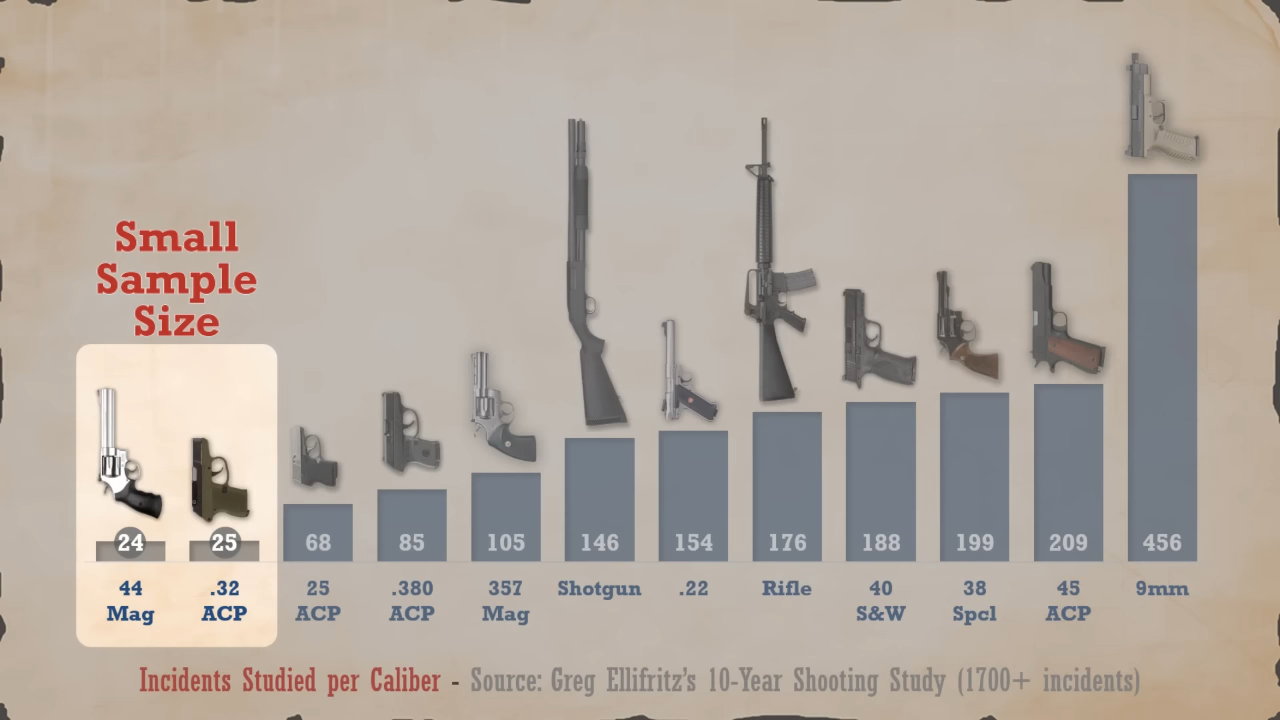 Small
Sample
Size
24 25 68 85 105 146 154 176 188 199 209 456
44 Mag
.32 ACP
25 ACP
.380 ACP
357 Mag
Shotgun
.22
Rifle
40 S&W
38 Spcl
45 ACP
9mm
Incidents Studied per Caliber - Source: Greg Ellifritz's 10-Year Shooting Study (1700+ incidents)